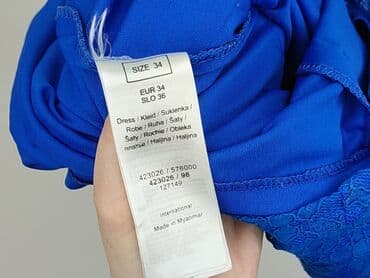 SIZE 34
EUR 34
SLO 36
Dress / Kleid / Sukienka /
Robe / Ruha / Šaty /
Šaty / Rochie / Obleka
платье / Haljina / Haljina
423026 / 576000
423026 / 98
127149
International
Made in Myanmar